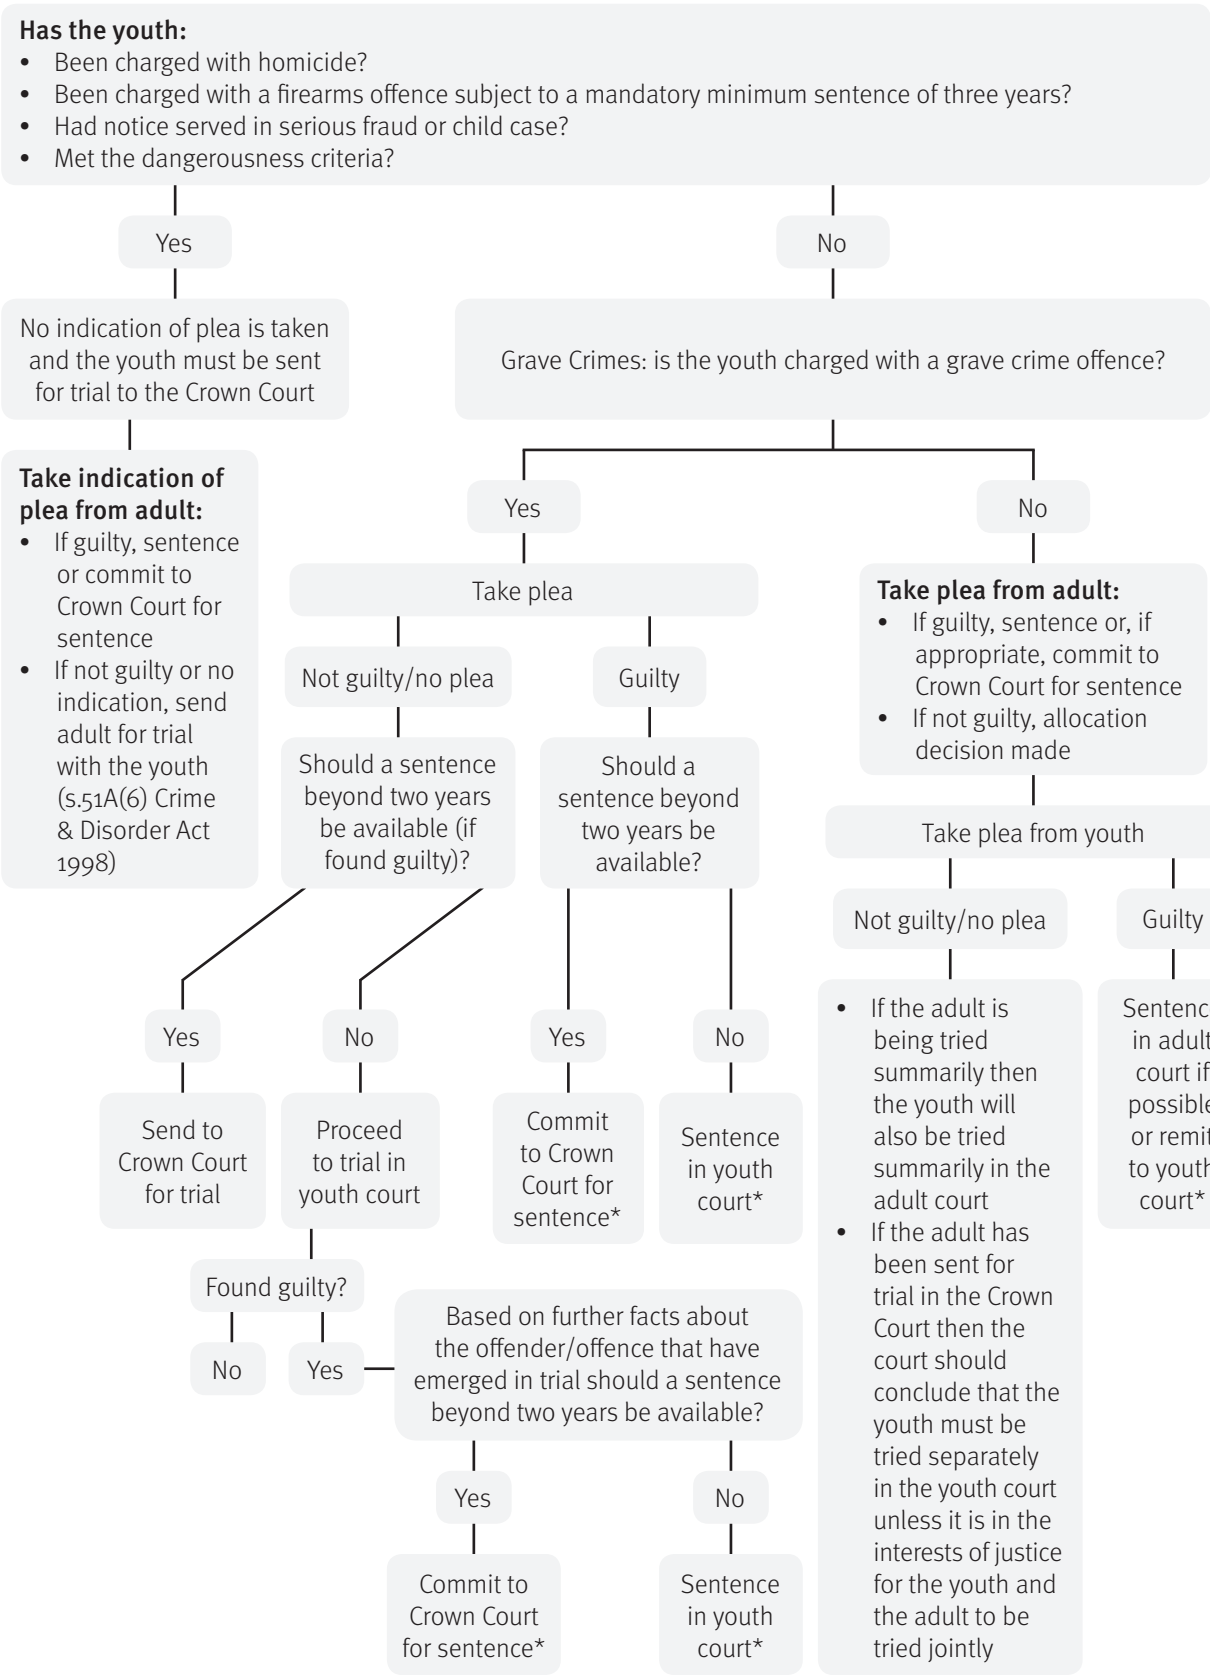 Has the youth:
• Been charged with homicide?
• Been charged with a firearms offence subject to a mandatory minimum sentence of three years?
• Had notice served in serious fraud or child case?
• Met the dangerousness criteria?
Yes
No
No indication of plea is taken
and the youth must be sent
for trial to the Crown Court
Grave Crimes: is the youth charged with a grave crime offence?
Take indication of
plea from adult:
• If guilty, sentence
or commit to
Crown Court for
sentence
• If not guilty or no
indication, send
adult for trial
with the youth
(s.51A(6) Crime
& Disorder Act
1998)
Yes
No
Take plea
Take plea from adult:
• If guilty, sentence or, if
appropriate, commit to
Crown Court for sentence
• If not guilty, allocation
decision made
Not guilty/no plea
Guilty
Should a sentence
beyond two years
be available (if
found guilty)?
Should a
sentence beyond
two years be
available?
Take plea from youth
Not guilty/no plea
Guilty
Yes
No
Yes
No
Send to
Crown Court
for trial
Proceed
to trial in
youth court
Commit
to Crown
Court for
sentence*
Sentence
in youth
court*
• If the adult is
being tried
summarily then
the youth will
also be tried
summarily in the
adult court
• If the adult has
been sent for
trial in the Crown
Court then the
court should
conclude that the
youth must be
tried separately
in the youth court
unless it is in the
interests of justice
for the youth and
the adult to be
tried jointly
Sentence
in adult
court if
possible
or remit
to youth
court*
Found guilty?
No
Yes
Based on further facts about
the offender/offence that have
emerged in trial should a sentence
beyond two years be available?
Yes
No
Commit to
Crown Court
for sentence*
Sentence
in youth
court*